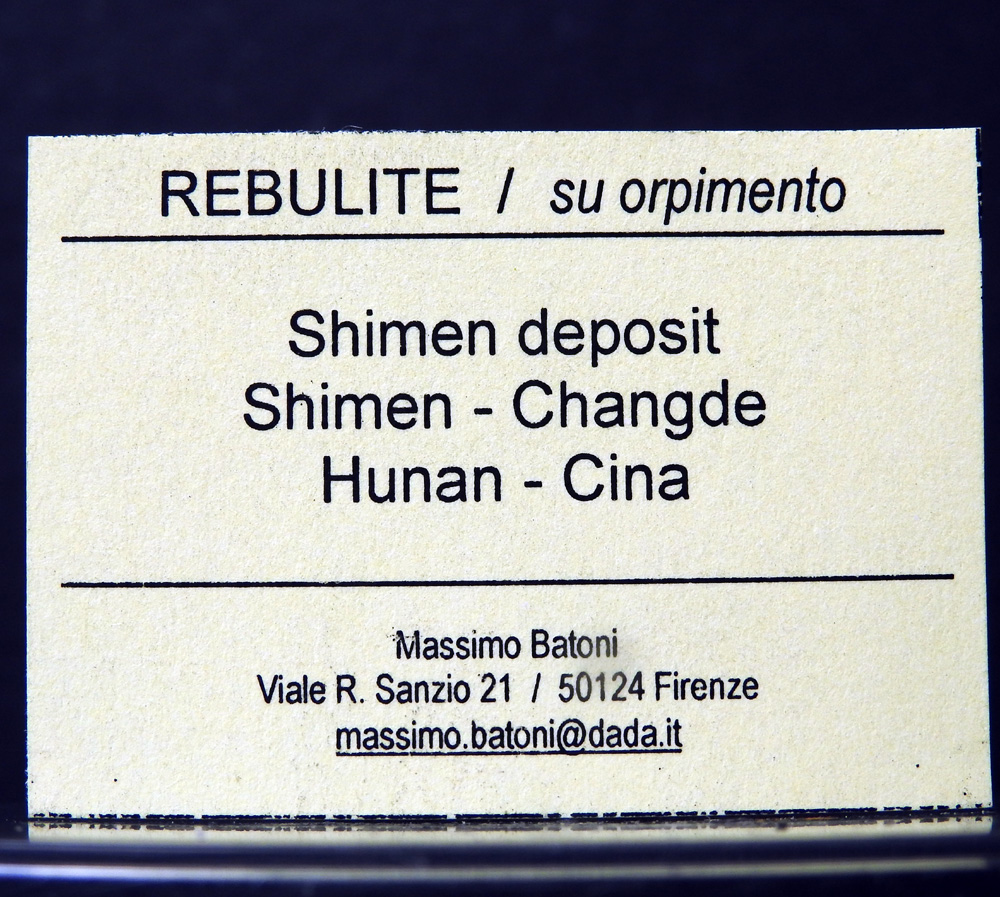 REBULITE / su orpimento
Shimen deposit
Shimen - Changde
Hunan - Cina
Massimo Batoni
Viale R. Sanzio 21 / 50124 Firenze
massimo.batoni@dada.it